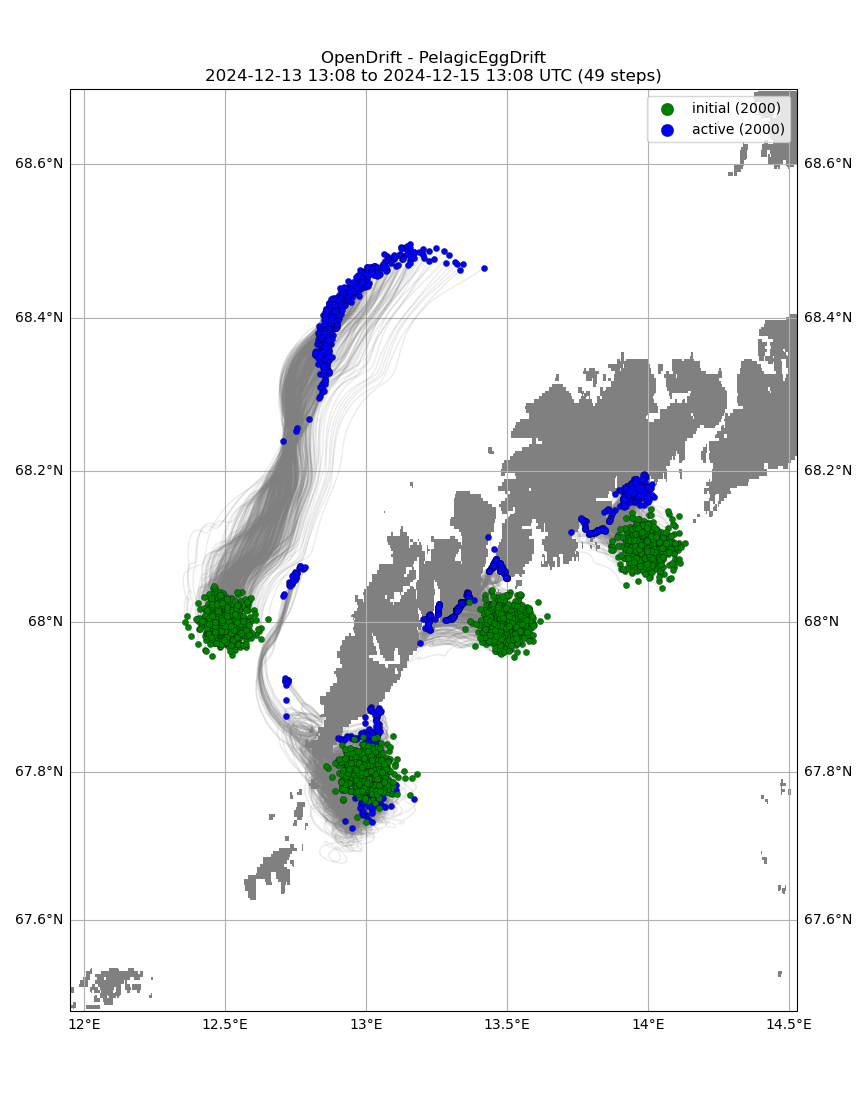 OpenDrift - PelagicEggDrift
2024-12-13 13:08 to 2024-12-15 13:08 UTC (49 steps)
initial (2000)
active (2000)
68.6°N
68.6°N
68.4°N
68.4°N
68.2°N
68.2°N
68°N
68°N
67.8°N
67.8°N
67.6°N
67.6°N
12°E
12.5°E
13°E
13.5°E
14°E
14.5°E